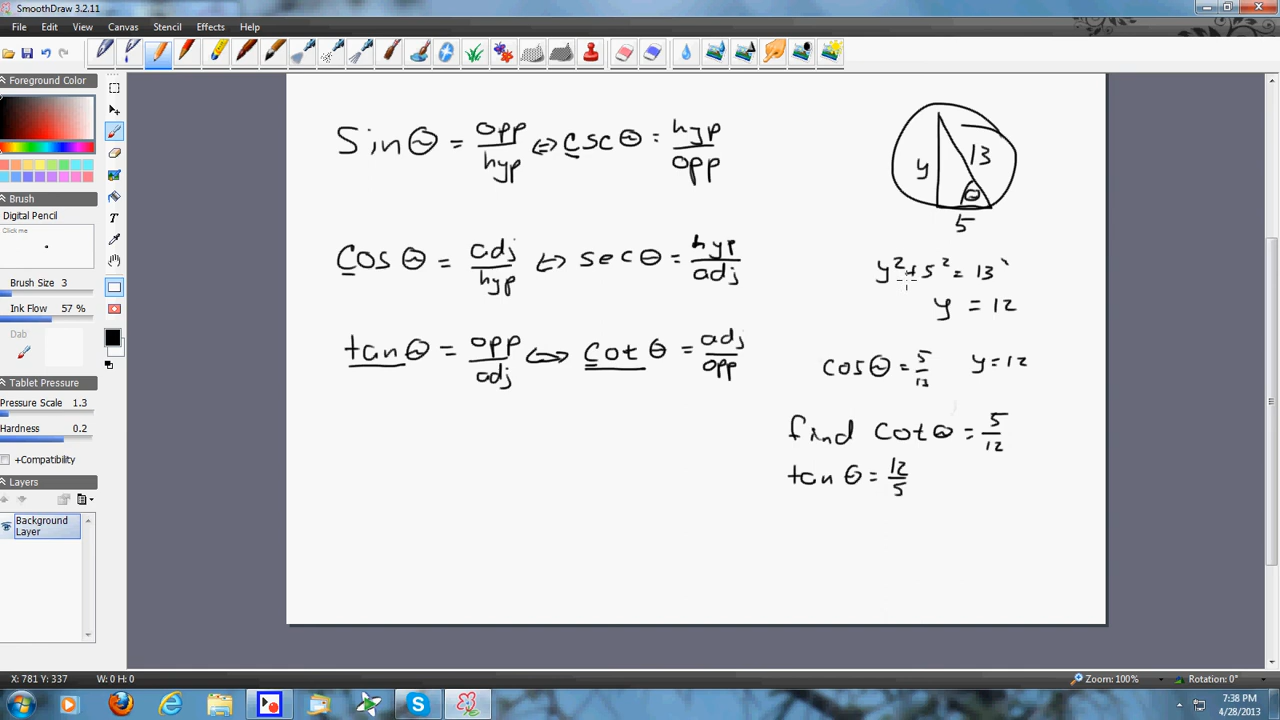 SmoothDraw 3.2.11
File Edit View Canvas Stencil Effects Help
Foreground Color
Brush
Digital Pencil
Click me
Brush Size 3
Ink Flow 57 %
Dab
Tablet Pressure
Pressure Scale 1.3
Hardness 0.2
+Compatibility
Layers
Background Layer
Sin θ = opp/hyp ⇔ csc θ = hyp/opp
cos θ = adj/hyp ⇔ sec θ = hyp/adj
tan θ = opp/adj ⇔ cot θ = adj/opp
y 13
θ
5
y² + 5² = 13
y = 12
cos θ = 5/13 y = 12
find cot θ = 5/12
tan θ = 12/5
X: 781 Y: 337 W: 0 H: 0 Zoom: 100% Rotation: 0°
7:38 PM
4/28/2013